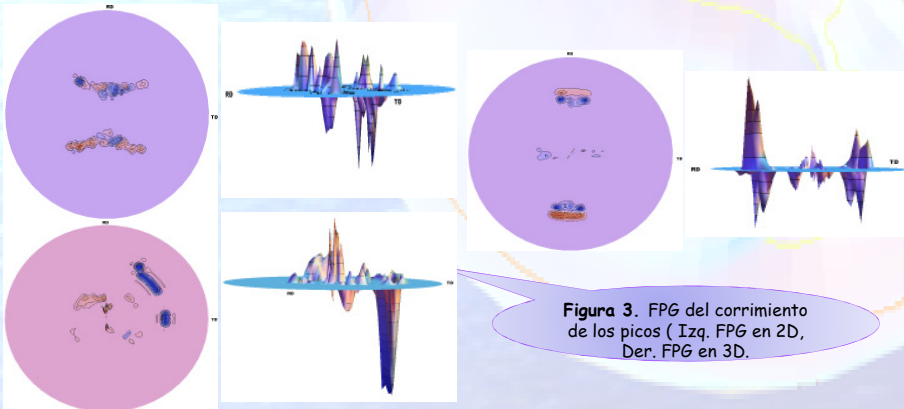 RD
TD
RD
TD
RD
TD
RD
TD
RD
TD
RD
TD
Figura 3. FPG del corrimiento
de los picos ( Izq. FPG en 2D,
Der. FPG en 3D.